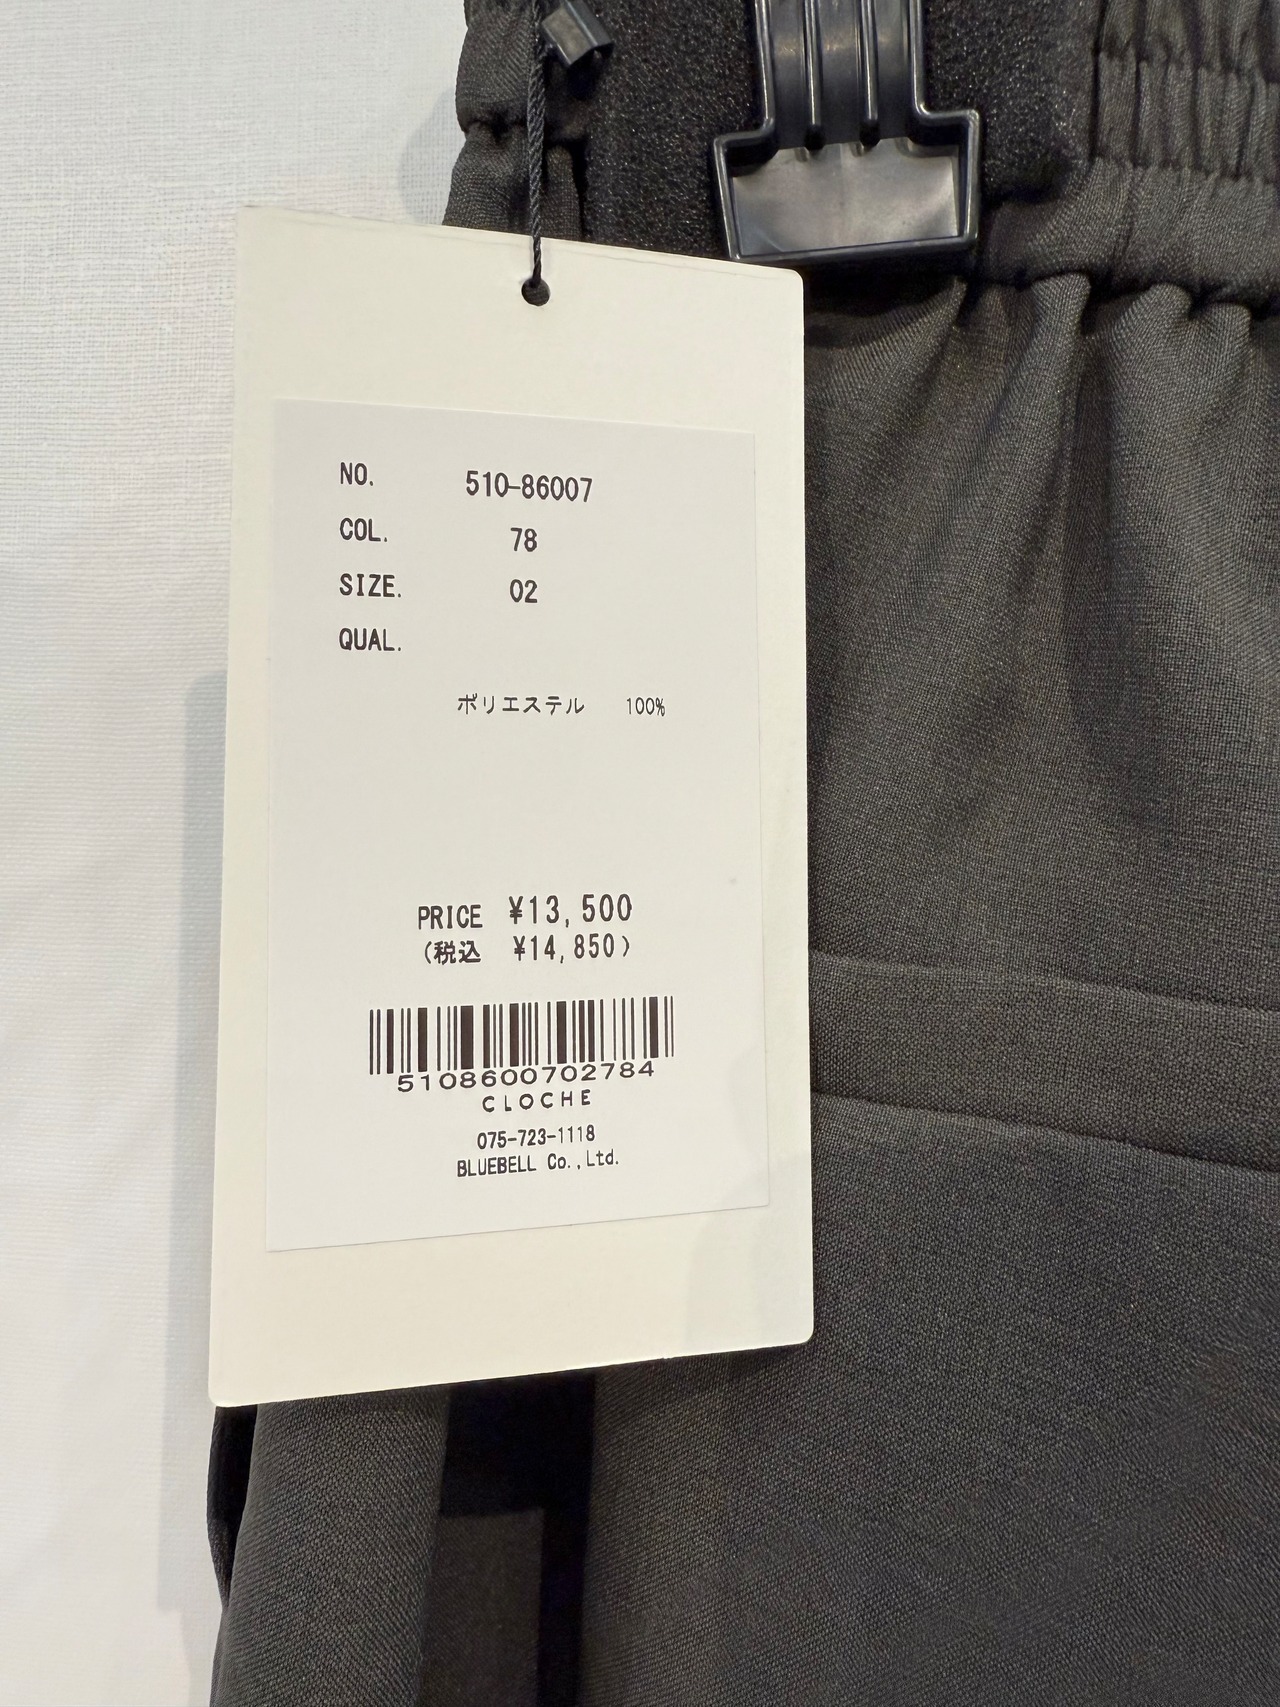 NO. 510-86007
COL. 78
SIZE. 02
QUAL.
ポリエステル 100%
PRICE ¥13,500
(税込 ¥14,850)
5108600702784
CLOCHE
075-723-1118
BLUEBELL Co.,Ltd.